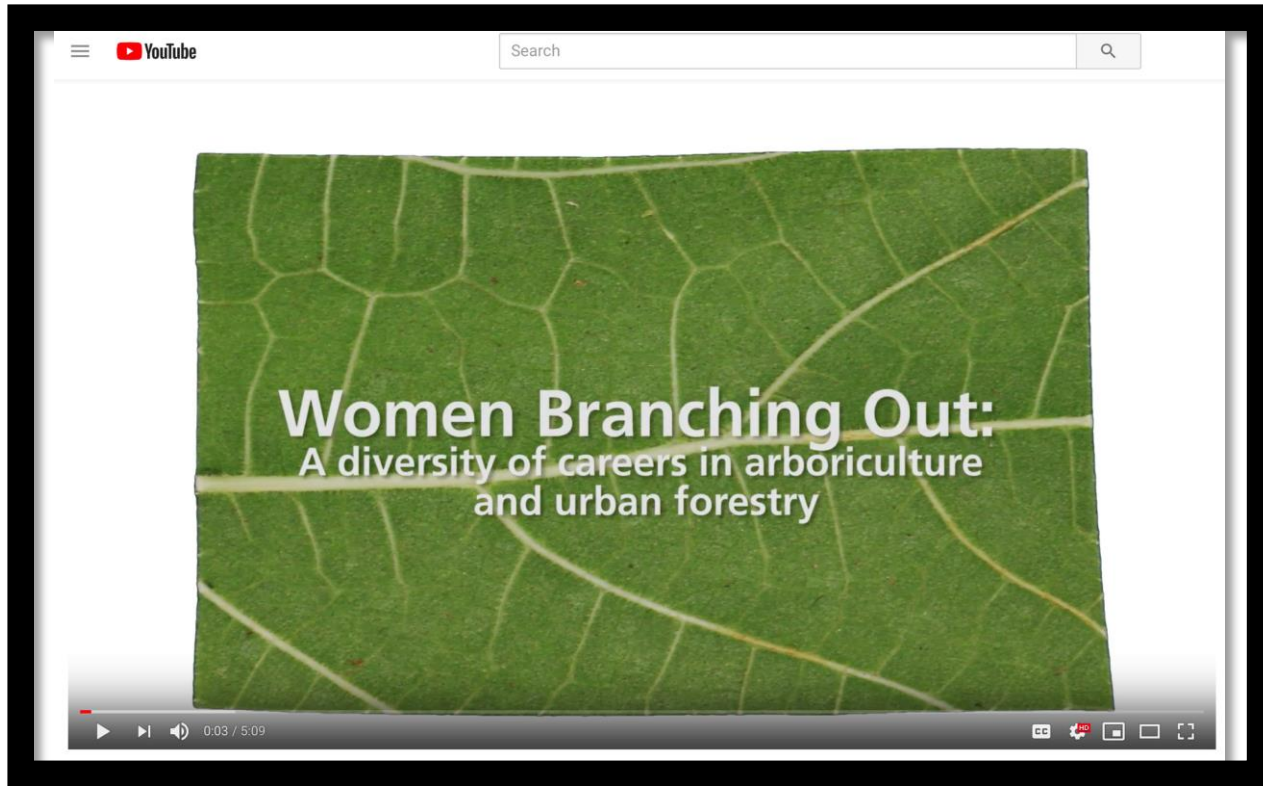 YouTube
Search
Women Branching Out:
A diversity of careers in arboriculture
and urban forestry
0:03 / 5:09
CC
HD